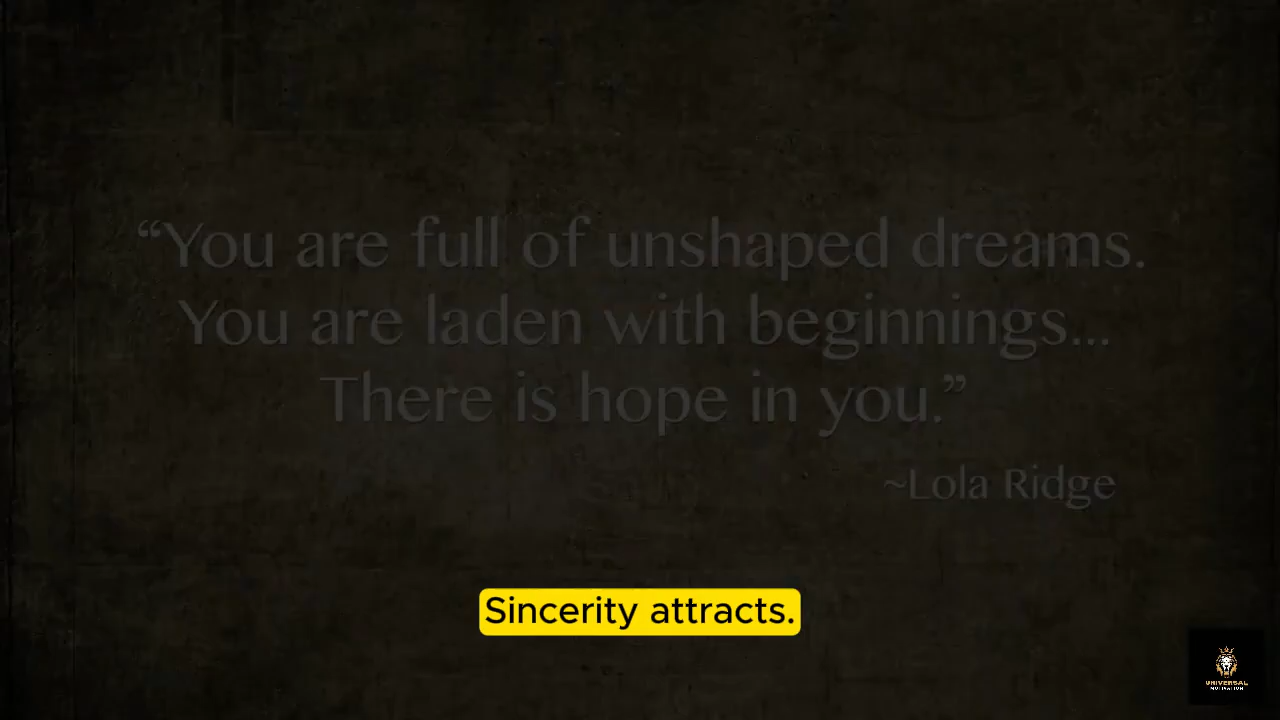 “You are full of unshaped dreams.
You are laden with beginnings...
There is hope in you.”
~Lola Ridge
Sincerity attracts.
UNIVERSAL
MOTIVATION